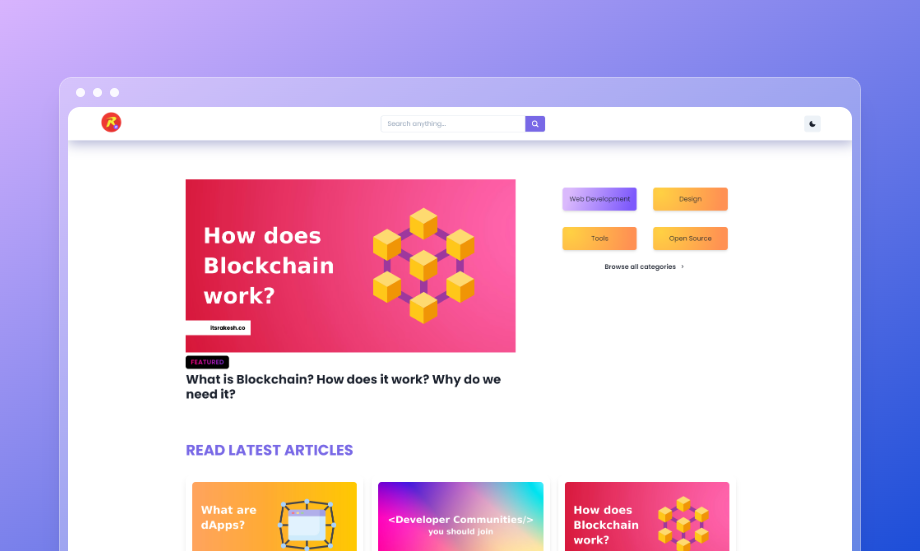 R
Search anything...
How does
Blockchain
work?
itsrakesh.co
FEATURED
What is Blockchain? How does it work? Why do we
need it?
Web Development
Design
Tools
Open Source
Browse all categories ›
READ LATEST ARTICLES
What are
dApps?
<Developer Communities/>
you should join
How does
Blockchain
work?